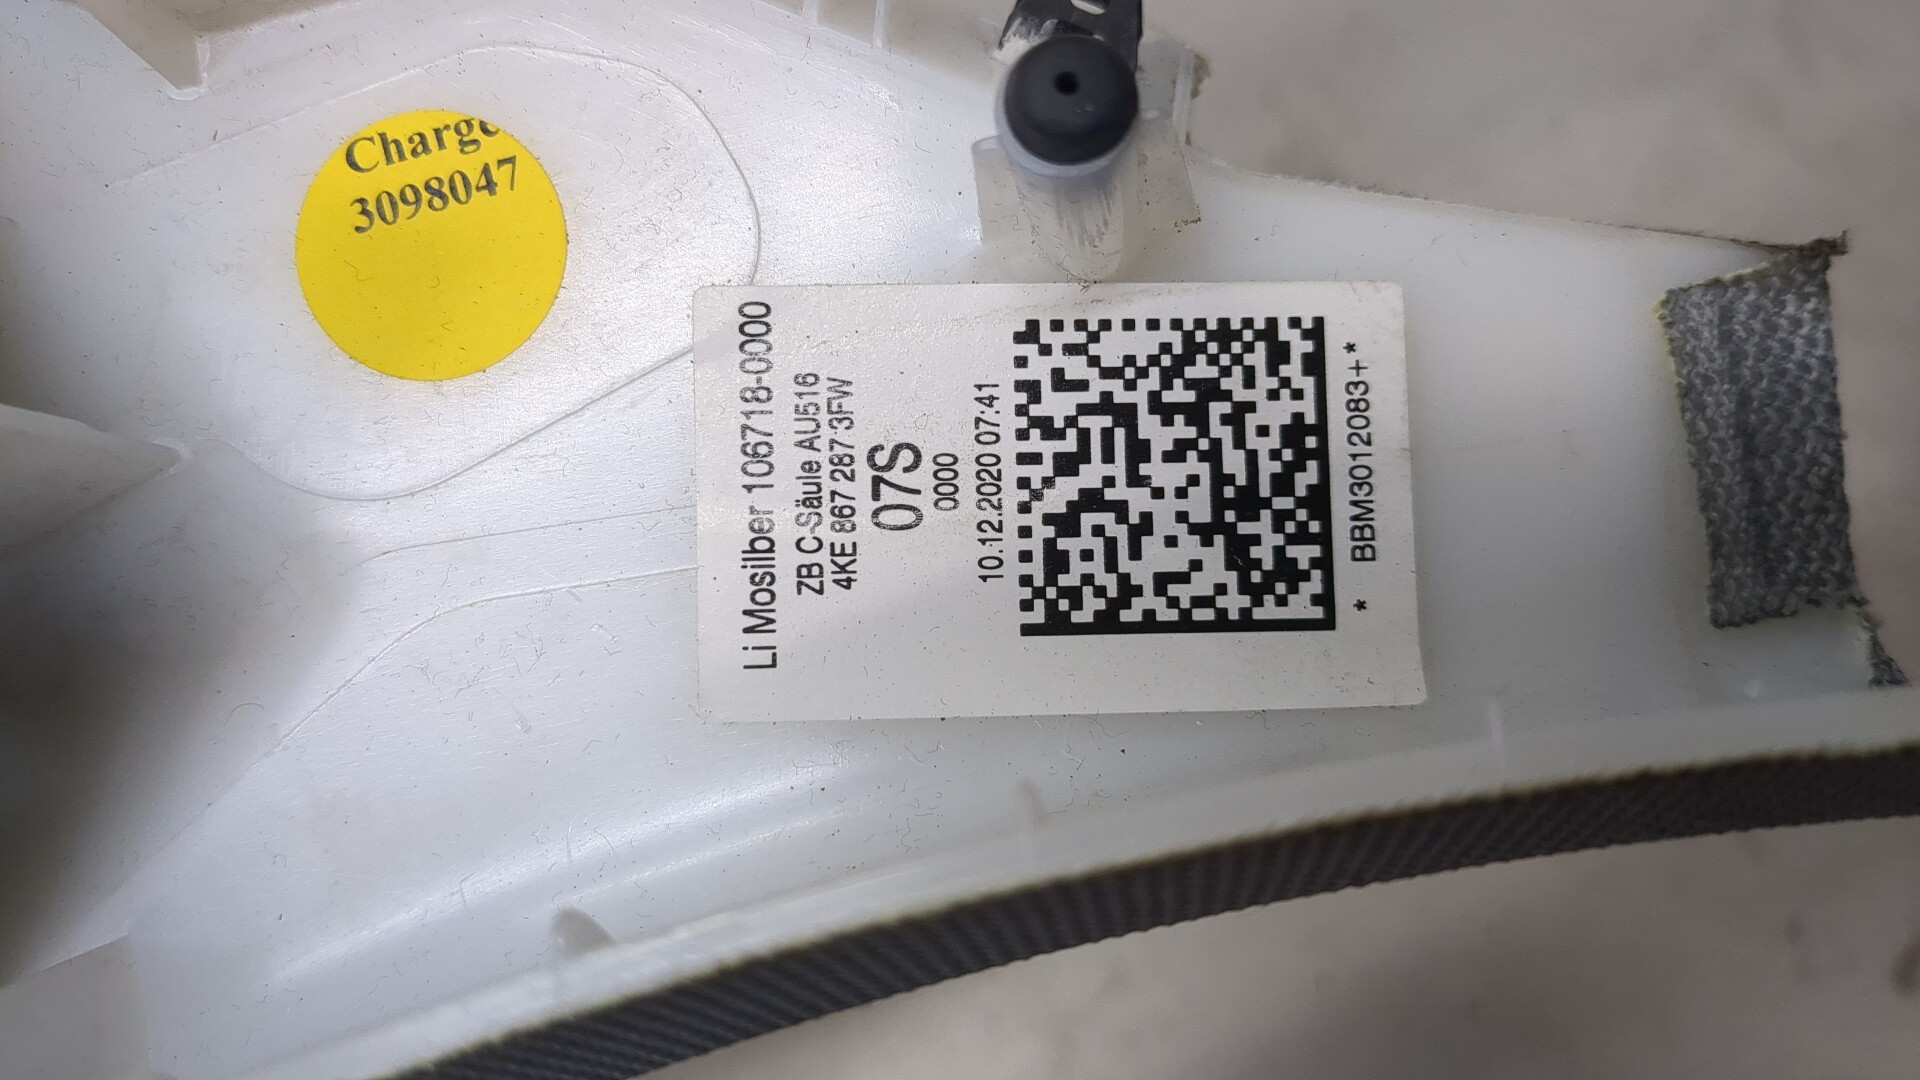 Charge
3098047
Li Mosilber 106718-0000
ZB C-Säule AU516
4KE 867 287 3FW
07S
0000
10.12.2020 07:41
* BBM30122083+*